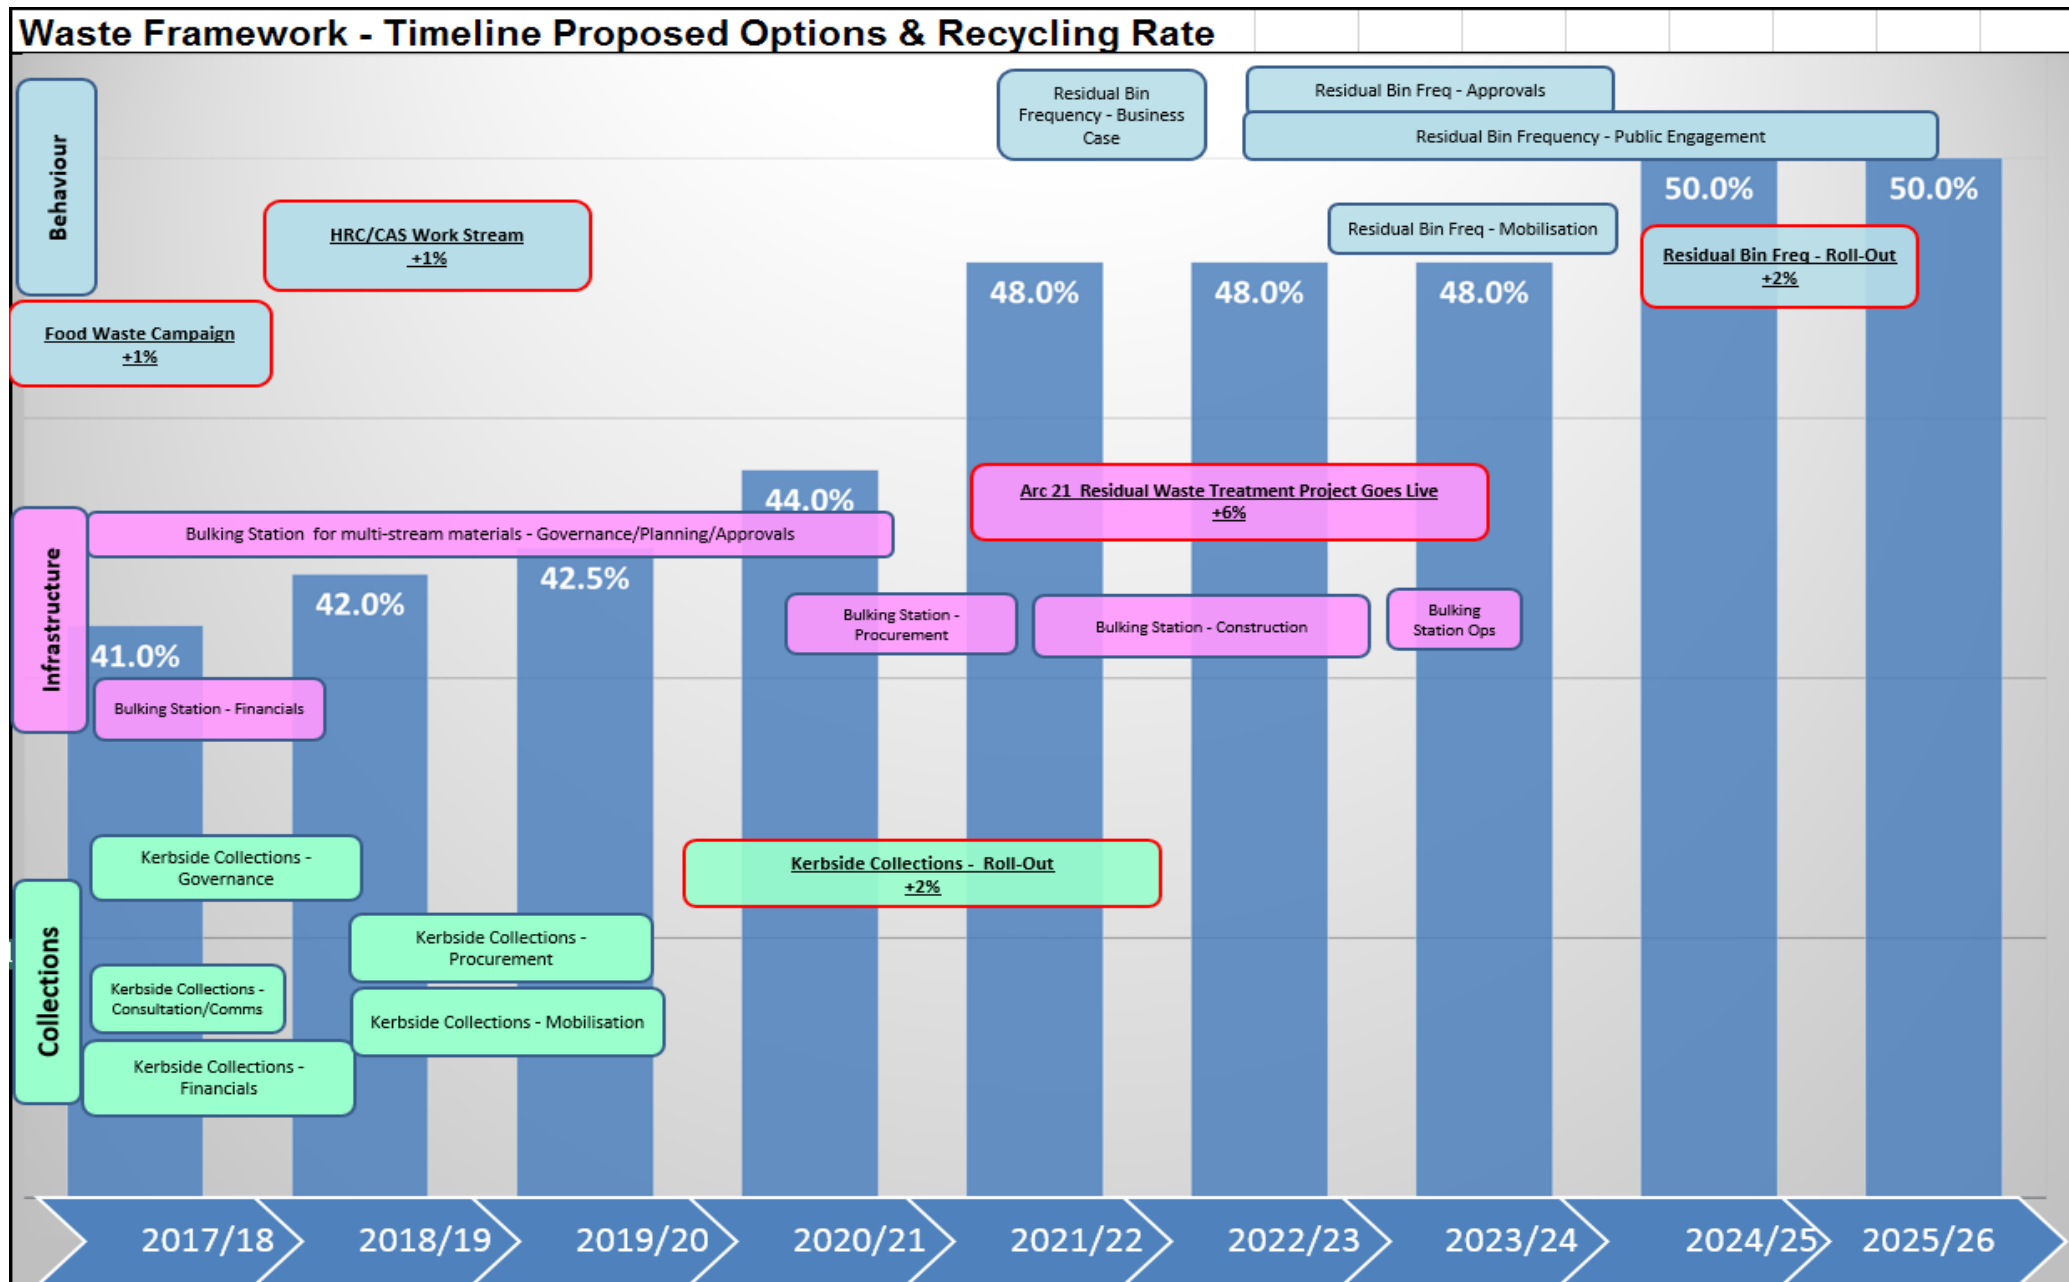 Waste Framework - Timeline Proposed Options & Recycling Rate
Behaviour
Residual Bin
Frequency - Business
Case
Residual Bin Freq - Approvals
Residual Bin Frequency - Public Engagement
50.0%
50.0%
HRC/CAS Work Stream
+1%
Residual Bin Freq - Mobilisation
Residual Bin Freq - Roll-Out
+2%
48.0%
48.0%
48.0%
Food Waste Campaign
+1%
Infrastructure
44.0%
Arc 21 Residual Waste Treatment Project Goes Live
+6%
Bulking Station for multi-stream materials - Governance/Planning/Approvals
42.5%
42.0%
Bulking Station -
Procurement
Bulking Station - Construction
Bulking
Station Ops
41.0%
Bulking Station - Financials
Collections
Kerbside Collections -
Governance
Kerbside Collections - Roll-Out
+2%
Kerbside Collections -
Procurement
Kerbside Collections -
Consultation/Comms
Kerbside Collections - Mobilisation
Kerbside Collections -
Financials
2017/18
2018/19
2019/20
2020/21
2021/22
2022/23
2023/24
2024/25
2025/26